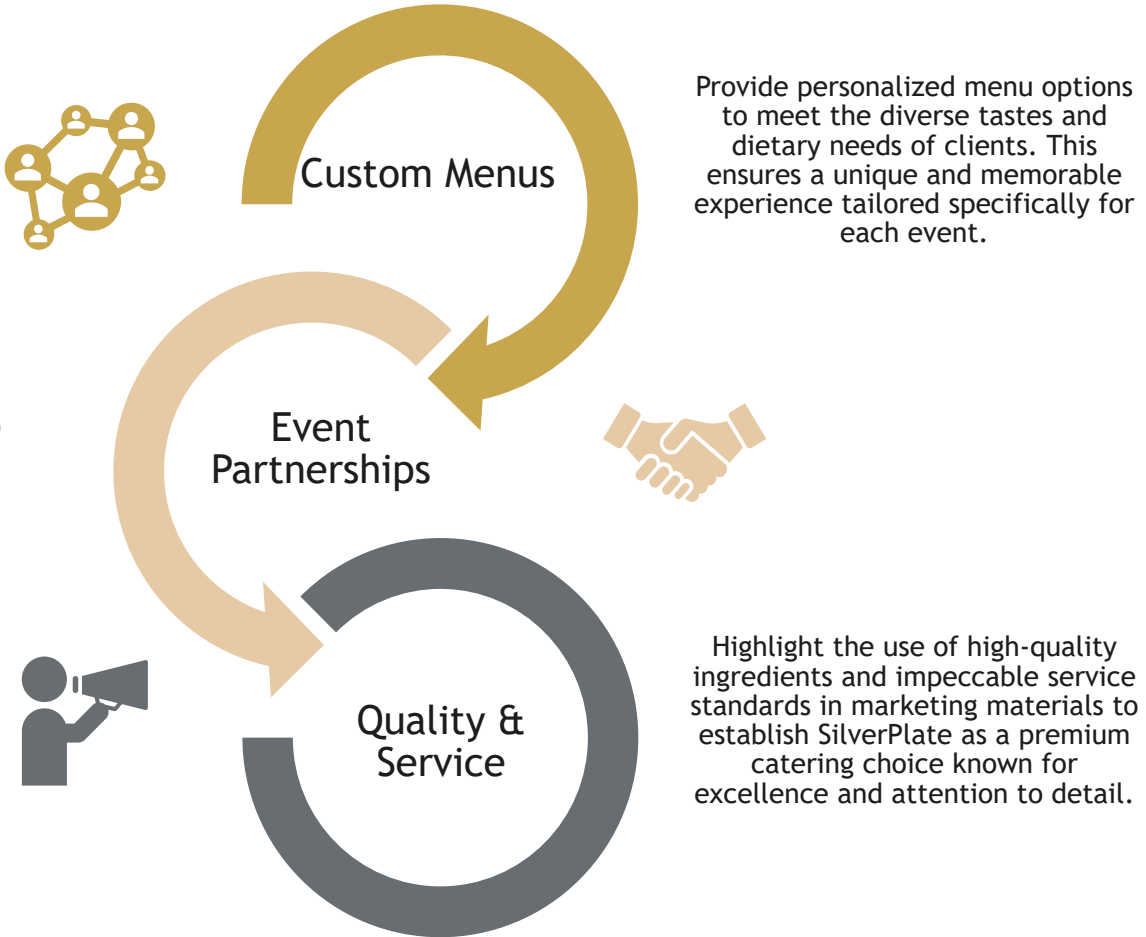 Custom Menus
Provide personalized menu options
to meet the diverse tastes and
dietary needs of clients. This
ensures a unique and memorable
experience tailored specifically for
each event.
Event
Partnerships
Quality &
Service
Highlight the use of high-quality
ingredients and impeccable service
standards in marketing materials to
establish SilverPlate as a premium
catering choice known for
excellence and attention to detail.